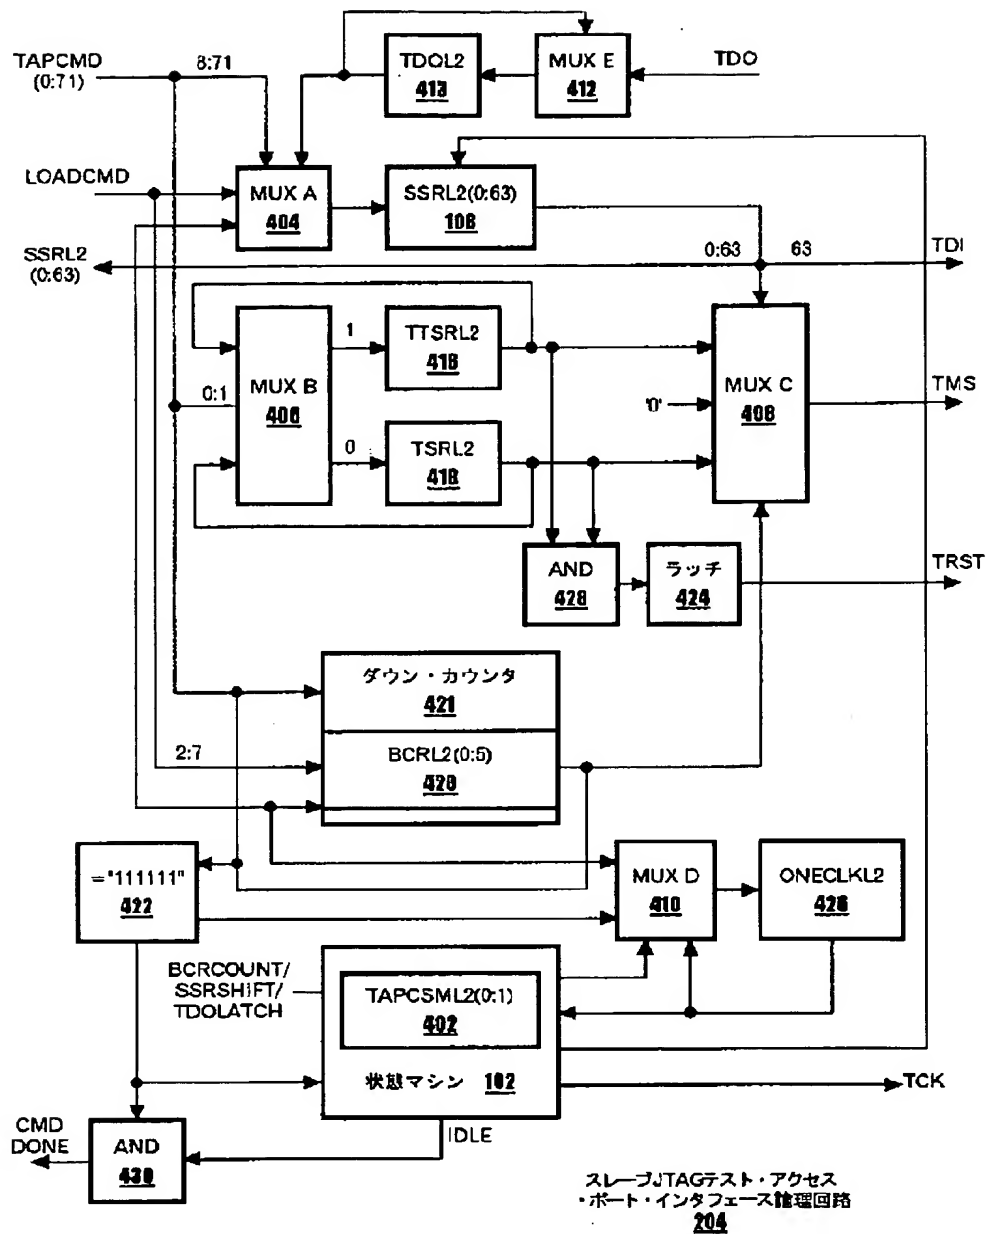 TAPCMD
(0:71)
8:71
TDOL2
413
MUX E
412
TDO
LOADCMD
MUX A
404
SSRL2(0:63)
108
SSRL2
(0:63)
0:63
63
TDI
MUX B
406
1
TTSRL2
416
0:1
'0'
MUX C
408
TMS
0
TSRL2
418
AND
428
ラッチ
424
TRST
ダウン・カウンタ
421
2:7
BCRL2(0:5)
420
="111111"
422
MUX D
410
ONECLKL2
426
BCRCOUNT/
SSRSHIFT/
TDOLATCH
TAPCSML2(0:1)
402
状態マシン 102
TCK
CMD
DONE
AND
430
IDLE
スレーブJTAGテスト・アクセス
・ポート・インタフェース論理回路
204